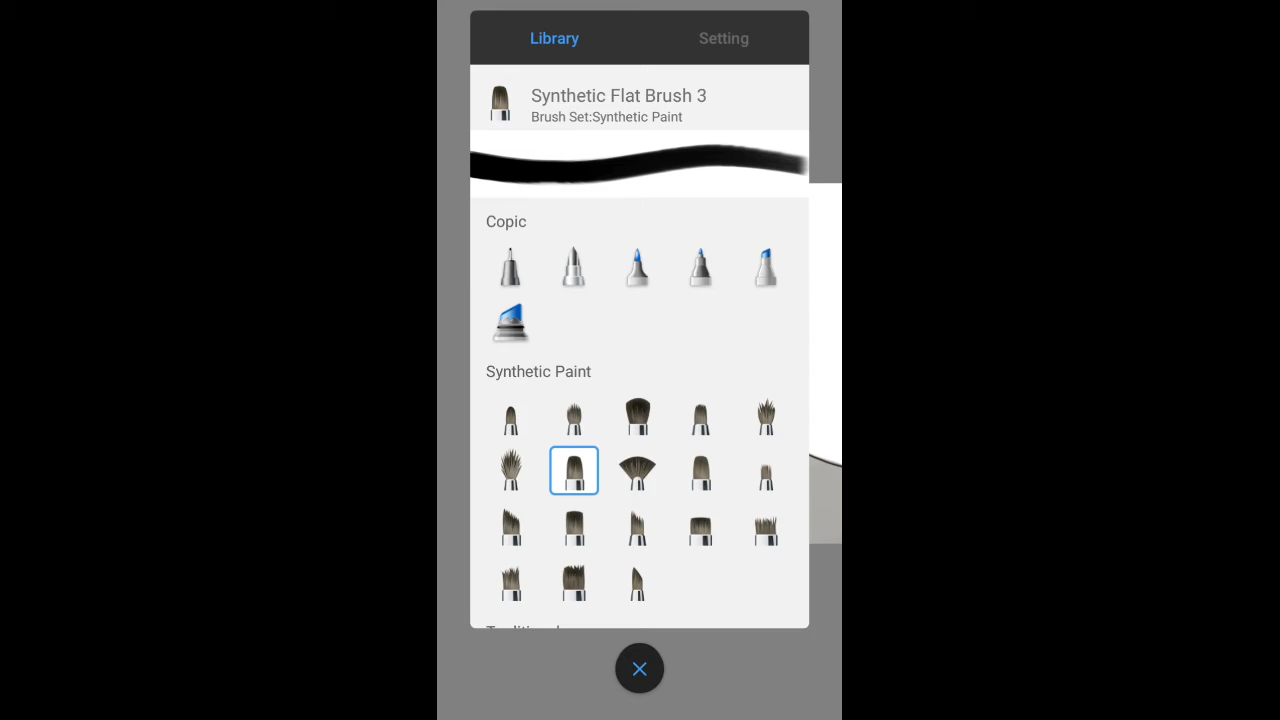 Library Setting
Synthetic Flat Brush 3
Brush Set:Synthetic Paint
Copic
Synthetic Paint